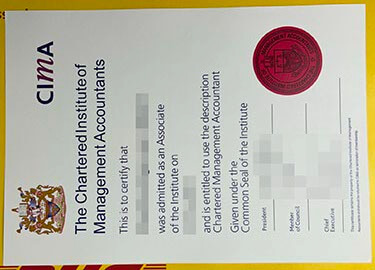 CIMA
The Chartered Institute of
Management Accountants
This is to certify that
was admitted as an Associate
of the Institute on
and is entitled to use the description
Chartered Management Accountant
Given under the
Common Seal of the Institute
President
Member
of Council
Chief
Executive